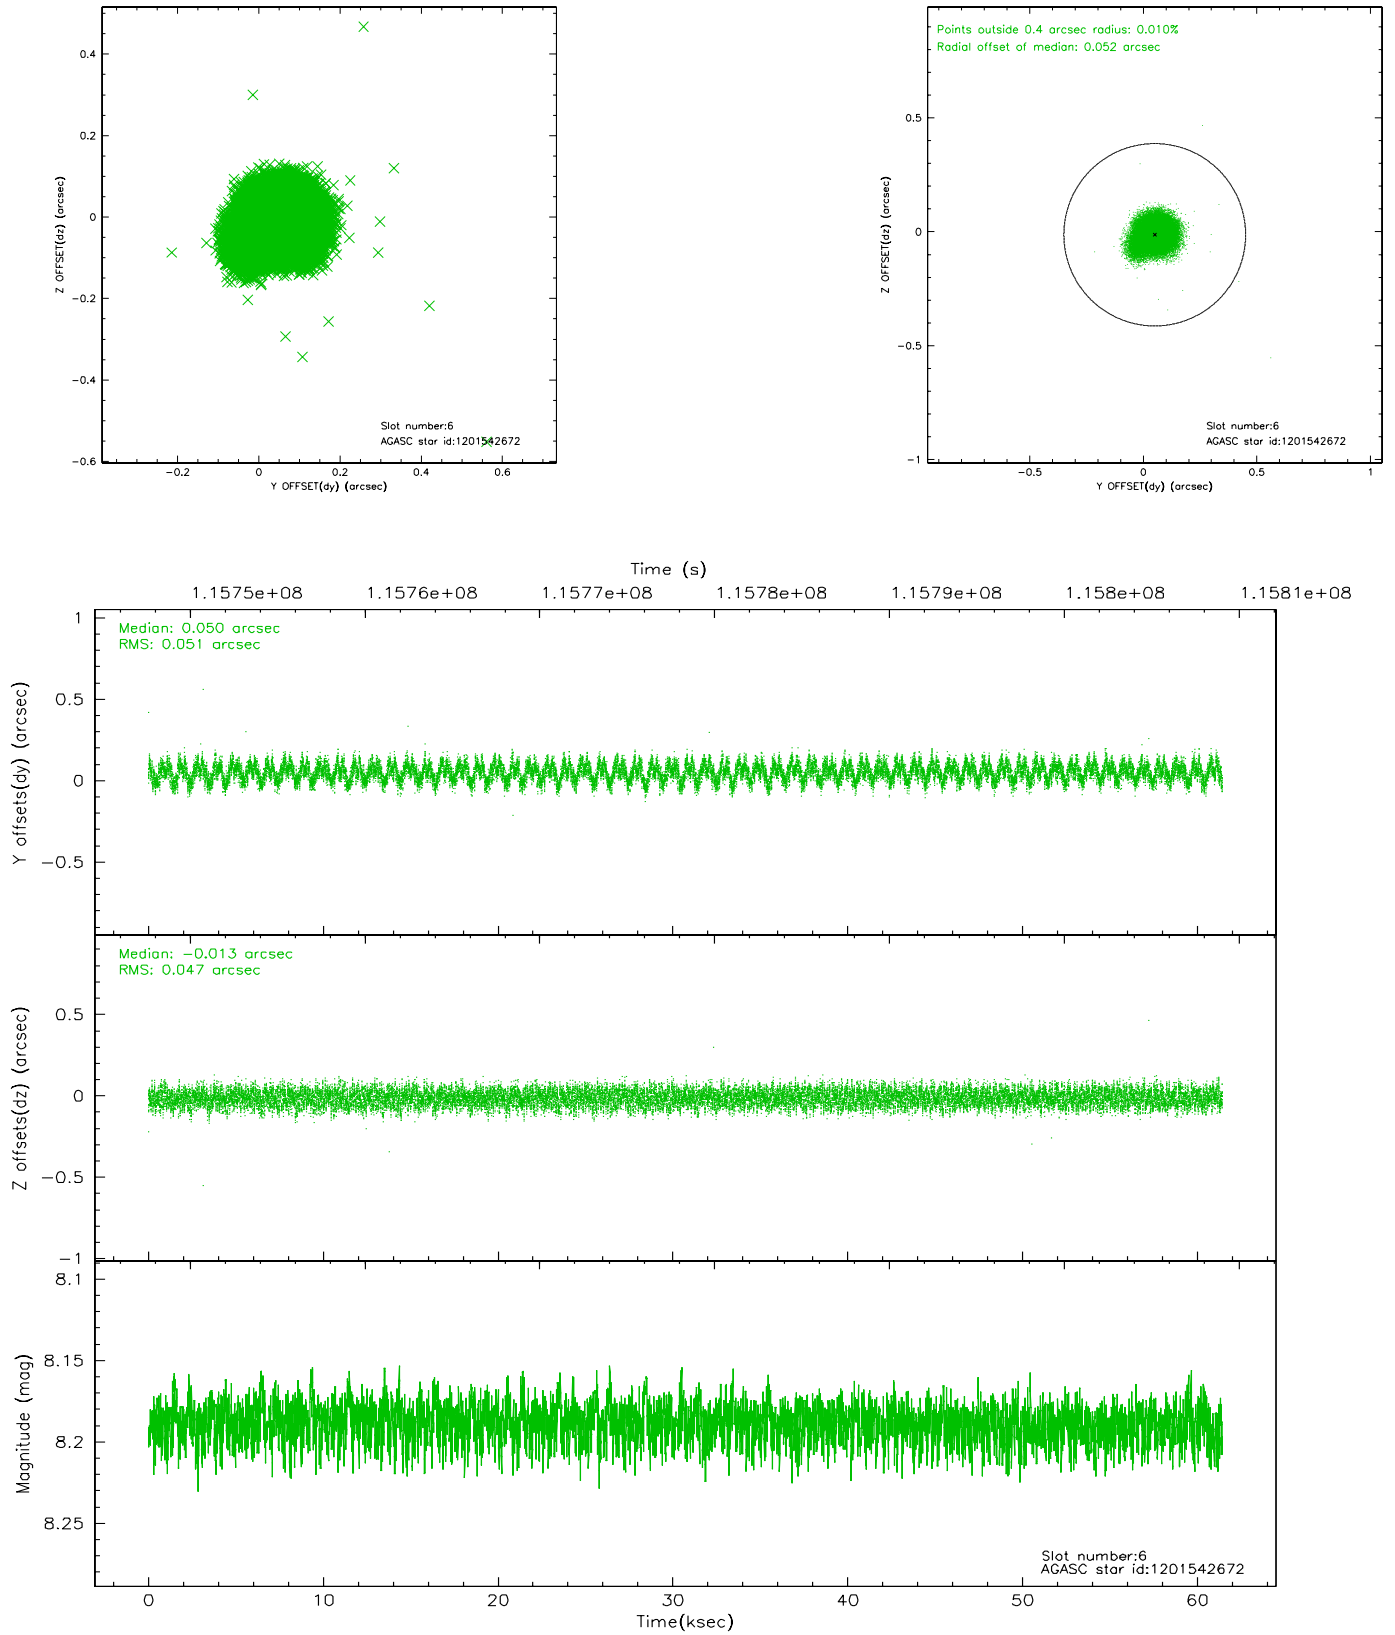 0.4
0.2
0
−0.2
−0.4
−0.6
Z OFFSET(dz) (arcsec)
Slot number:6
AGASC star id:1201542672
−0.2 0 0.2 0.4 0.6
Y OFFSET(dy) (arcsec)
Points outside 0.4 arcsec radius: 0.010%
Radial offset of median: 0.052 arcsec
0.5
0
−0.5
−1
Z OFFSET(dz) (arcsec)
Slot number:6
AGASC star id:1201542672
−0.5 0 0.5 1
Y OFFSET(dy) (arcsec)
Time (s)
1.1575e+08 1.1576e+08 1.1577e+08 1.1578e+08 1.1579e+08 1.158e+08 1.1581e+08
Median: 0.050 arcsec
RMS: 0.051 arcsec
1
0.5
0
−0.5
Y offsets(dy) (arcsec)
Median: −0.013 arcsec
RMS: 0.047 arcsec
0.5
0
−0.5
−1
Z offsets(dz) (arcsec)
8.1
8.15
8.2
8.25
Magnitude (mag)
Slot number:6
AGASC star id:1201542672
0 10 20 30 40 50 60
Time(ksec)